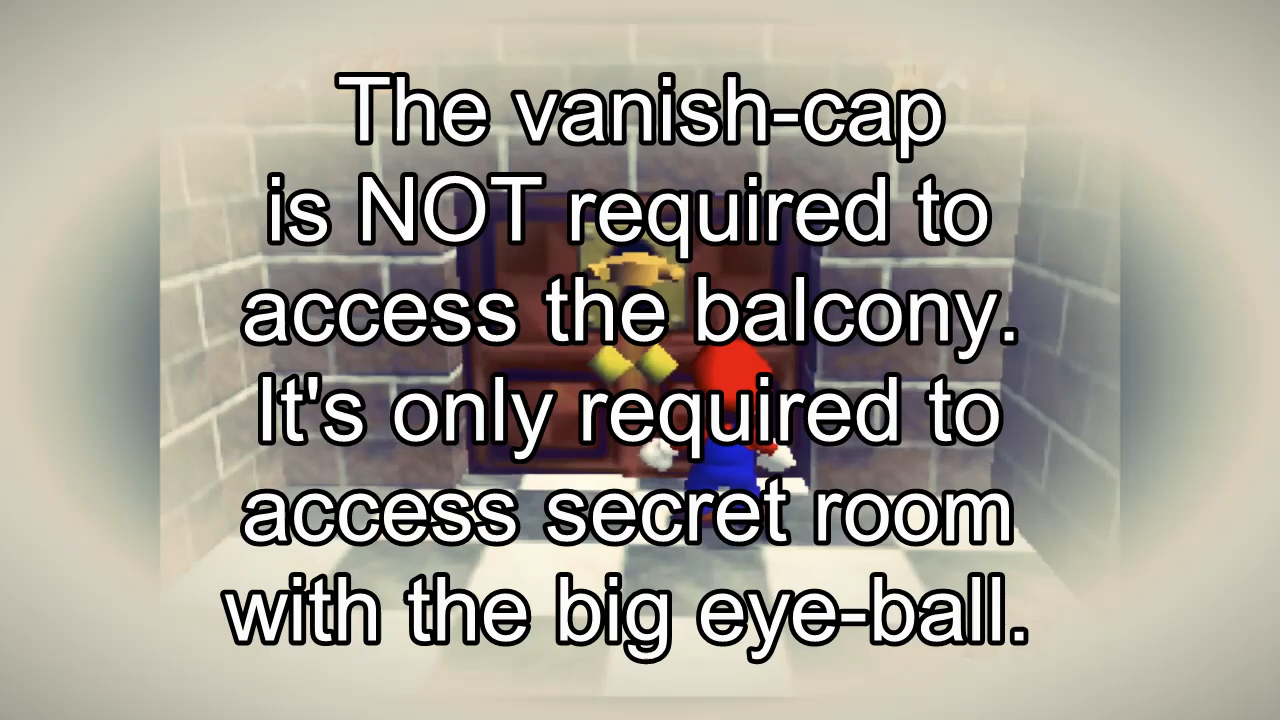 The vanish-cap
is NOT required to
access the balcony.
It's only required to
access secret room
with the big eye-ball.